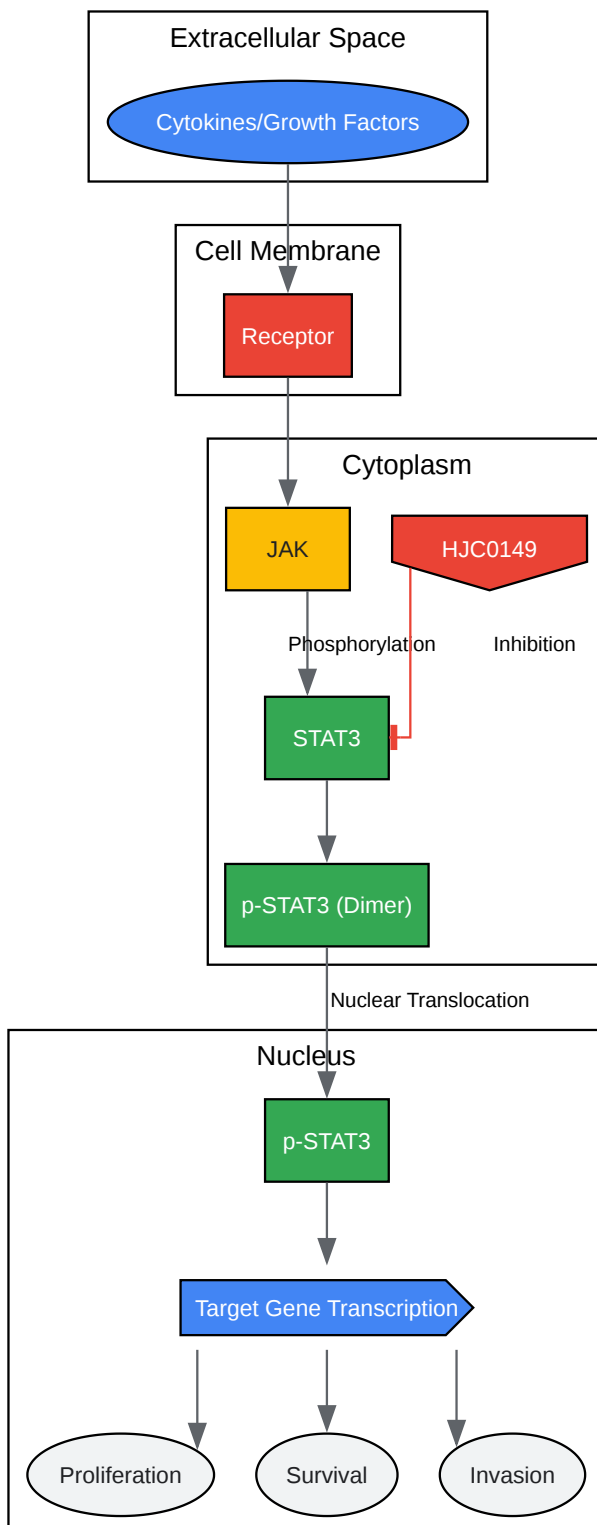 Extracellular Space
Cytokines/Growth Factors
Cell Membrane
Receptor
Cytoplasm
JAK
HJC0149
Phosphorylation
Inhibition
STAT3
p-STAT3 (Dimer)
Nuclear Translocation
Nucleus
p-STAT3
Target Gene Transcription
Proliferation
Survival
Invasion